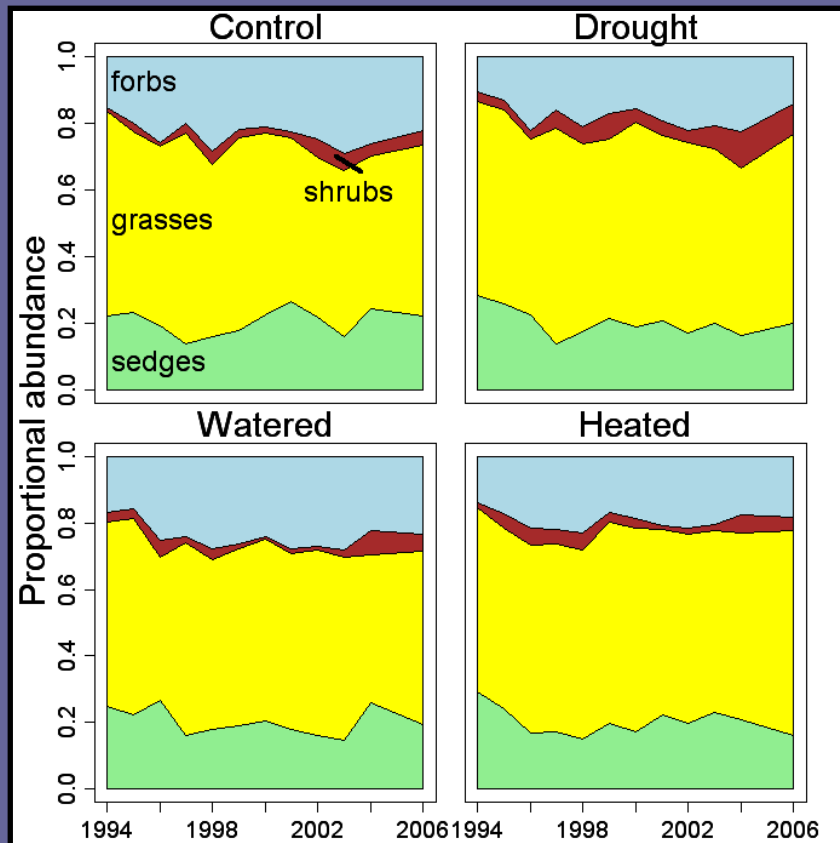 Control
Drought
Proportional abundance
1.0
0.8
0.6
0.4
0.2
0.0
forbs
shrubs
grasses
sedges
Watered
Heated
1.0
0.8
0.6
0.4
0.2
0.0
1994 1998 2002 2006
1994 1998 2002 2006